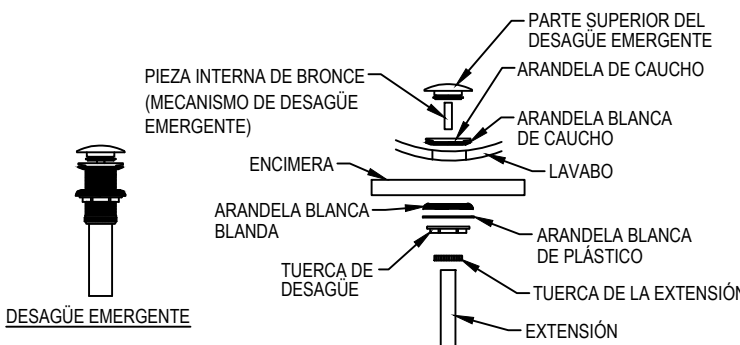 PARTE SUPERIOR DEL
DESAGÜE EMERGENTE
PIEZA INTERNA DE BRONCE
(MECANISMO DE DESAGÜE
EMERGENTE)
ARANDELA DE CAUCHO
ARANDELA BLANCA
DE CAUCHO
ENCIMERA
LAVABO
ARANDELA BLANCA
BLANDA
ARANDELA BLANCA
DE PLÁSTICO
TUERCA DE
DESAGÜE
TUERCA DE LA EXTENSIÓN
DESAGÜE EMERGENTE
EXTENSIÓN